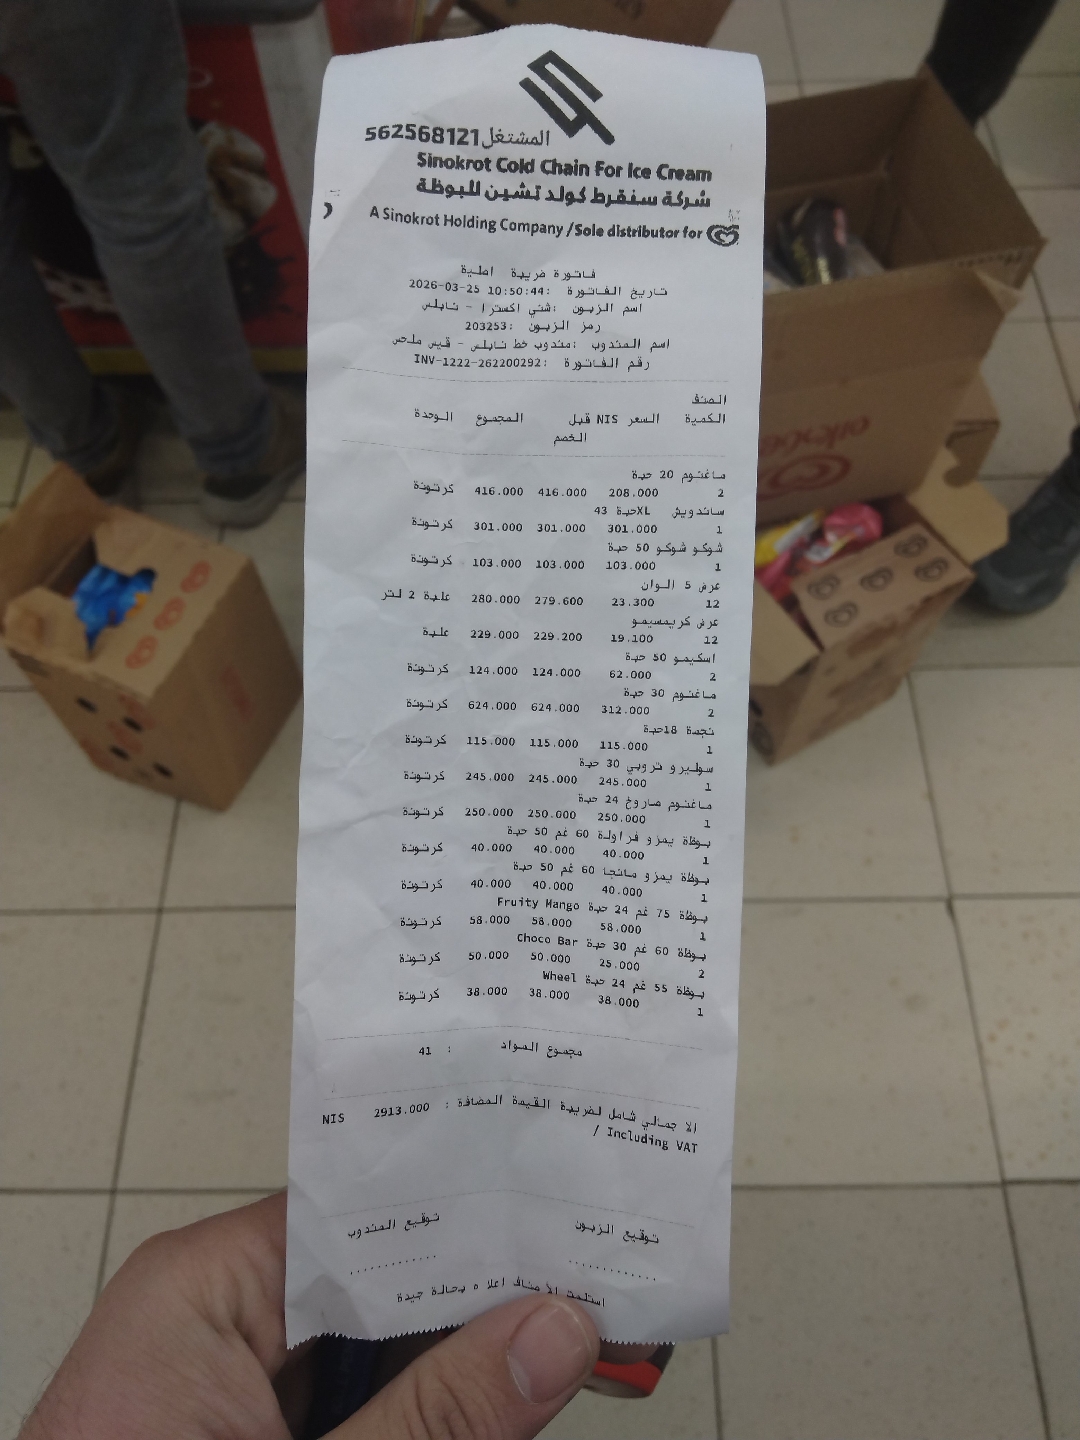 المشتغل 562568121
Sinokrot Cold Chain For Ice Cream
شركة سنقرط كولد تشين للبوظة
A Sinokrot Holding Company /Sole distributor for
فاتورة ضريبة اصلية
تاريخ الفاتورة :2026-03-25 10:50:44
اسم الزبون :شني اكسترا - نابلس
رمز الزبون :203253
اسم المندوب :مندوب خط نابلس - قيس ملحس
رقم الفاتورة :INV-1222-262200292
الصنف
الكمية السعر NIS قبل المجموع الوحدة
الخصم
ماغنوم 20 حبة
2 208.000 416.000 416.000 كرتونة
ساندويش XLحبة 43
1 301.000 301.000 301.000 كرتونة
شوكو شوكو 50 حبة
1 103.000 103.000 103.000 كرتونة
عرض 5 الوان
12 23.300 279.600 280.000 علبة 2 لتر
عرض كريمسيمو
12 19.100 229.200 229.000 علبة
اسكيمو 50 حبة
2 62.000 124.000 124.000 كرتونة
ماغنوم 30 حبة
2 312.000 624.000 624.000 كرتونة
نجمة 18حبة
1 115.000 115.000 115.000 كرتونة
سوليرو تروبي 30 حبة
1 245.000 245.000 245.000 كرتونة
ماغنوم صاروخ 24 حبة
1 250.000 250.000 250.000 كرتونة
بوظة يمزو فراولة 60 غم 50 حبة
1 40.000 40.000 40.000 كرتونة
بوظة يمزو مانجا 60 غم 50 حبة
1 40.000 40.000 40.000 كرتونة
بوظة 75 غم 24 حبة Fruity Mango
1 58.000 58.000 58.000 كرتونة
بوظة 60 غم 30 حبة Choco Bar
2 25.000 50.000 50.000 كرتونة
بوظة 55 غم 24 حبة Wheel
1 38.000 38.000 38.000 كرتونة
مجموع المواد : 41
الاجمالي شامل لضريبة القيمة المضافة : 2913.000 NIS
/ Including VAT
توقيع الزبون توقيع المندوب
............. .............
استلمت الأصناف اعلاه بحالة جيدة